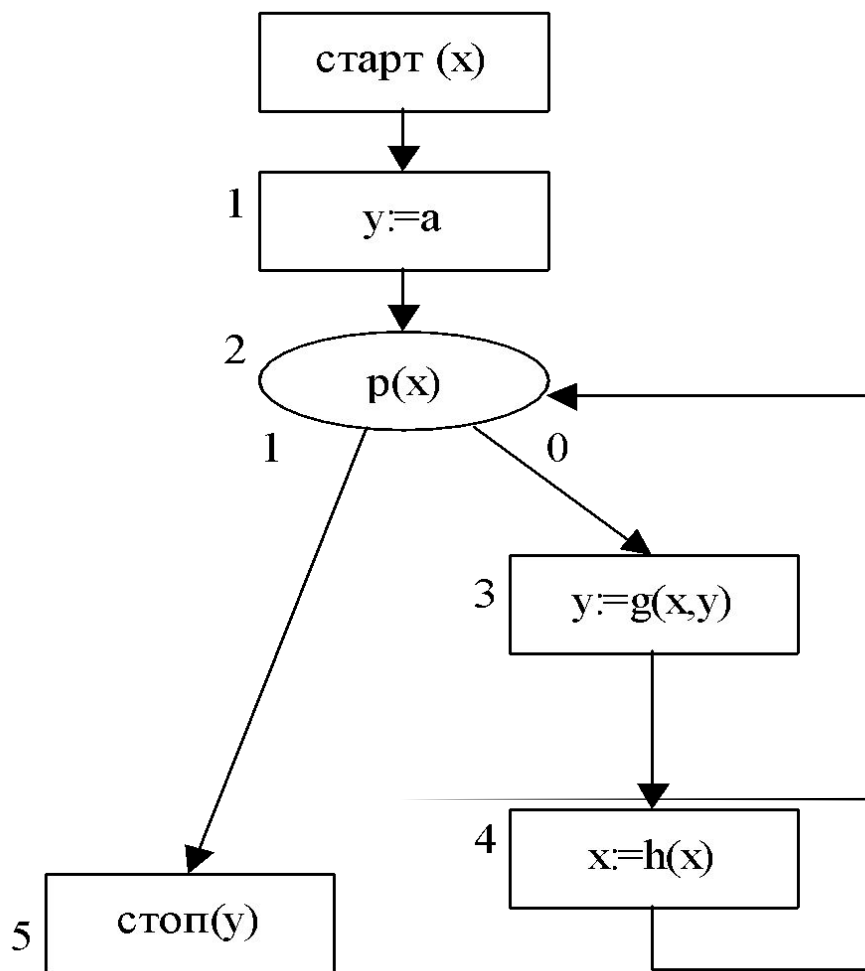 старт (x)
1
y:=a
2
p(x)
1
0
3
y:=g(x,y)
4
x:=h(x)
5
стоп(y)